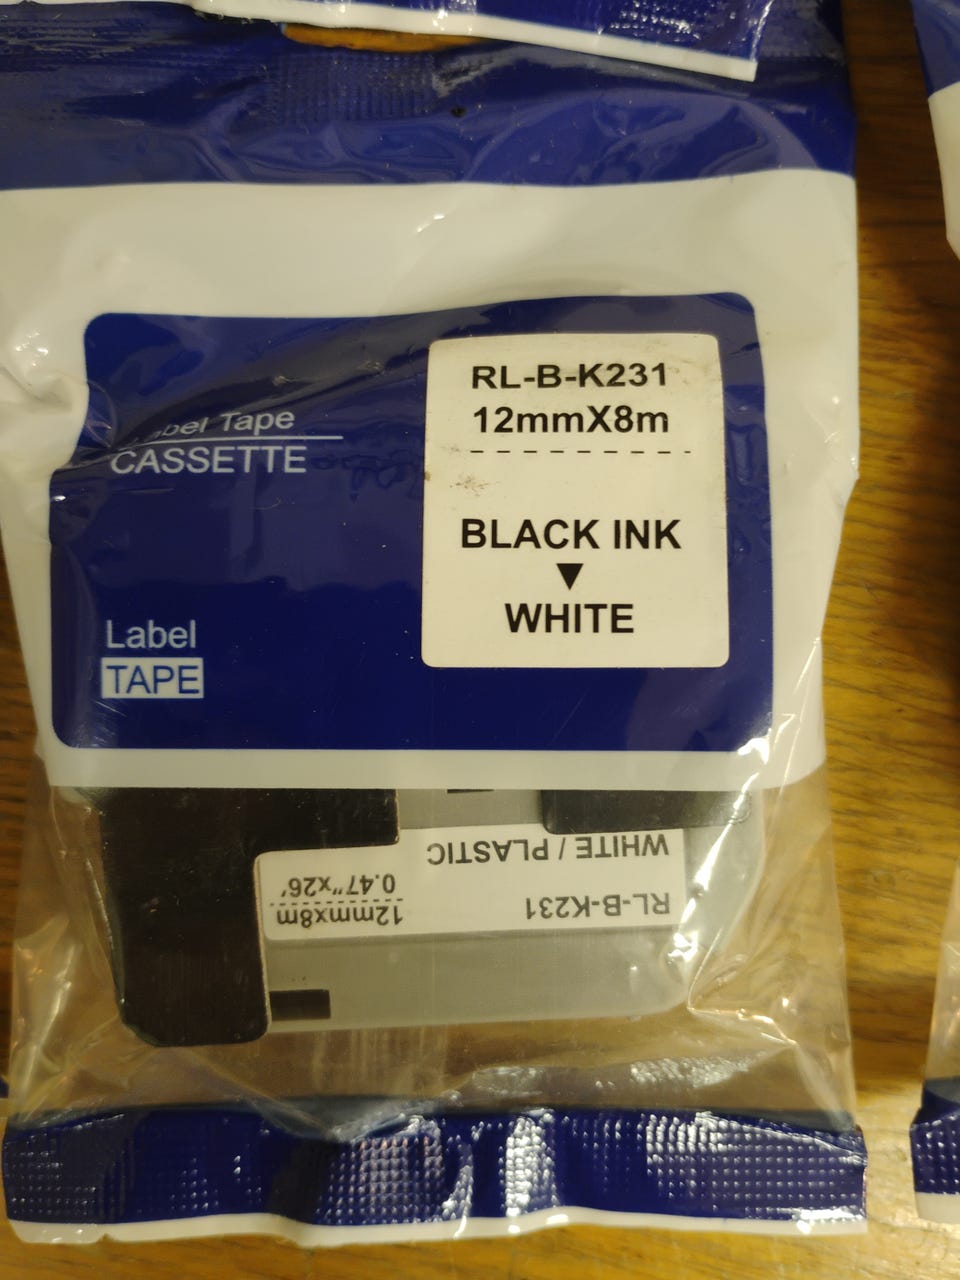 Label Tape
CASSETTE
Label
TAPE
RL-B-K231
12mmX8m
BLACK INK
▼
WHITE
RL-B-K231
WHITE / PLASTIC
12mmx8m
0.47"x26'